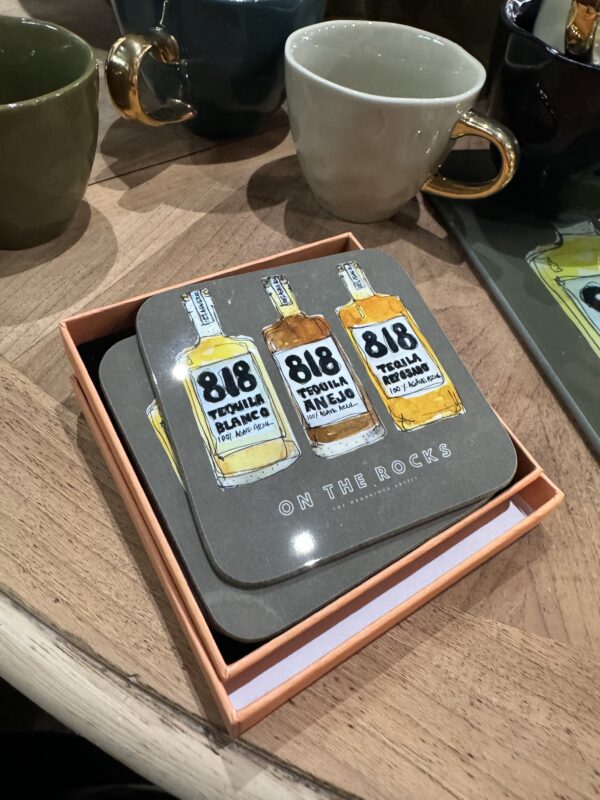 818
TEQUILA
BLANCO
100% AGAVE AZUL
818
TEQUILA
AÑEJO
100% AGAVE AZUL
818
TEQUILA
REPOSADO
100% AGAVE AZUL
ON THE ROCKS